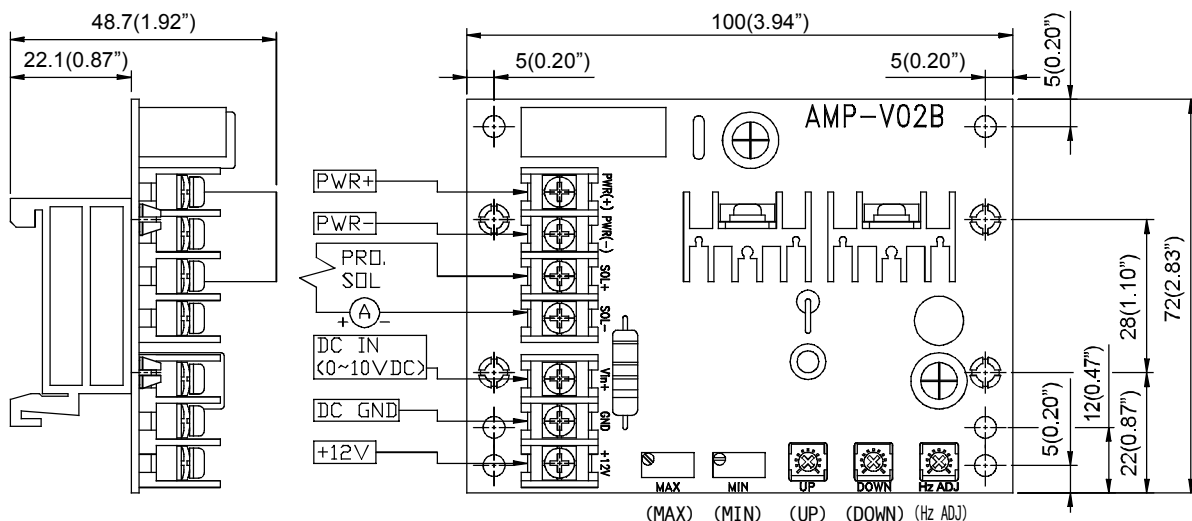 48.7(1.92”)
22.1(0.87”)
100(3.94”)
5(0.20”)
5(0.20”)
5(0.20”)
AMP-V02B
PWR+
PWR-
PRO.
SOL
+ A -
DC IN
(0~10VDC)
DC GND
+12V
PWR(+)
PWR(-)
SOL+
SOL-
Vin+
GND
+12V
28(1.10”)
72(2.83”)
12(0.47”)
5(0.20”)
22(0.87”)
MAX MIN UP DOWN Hz ADJ
(MAX) (MIN) (UP) (DOWN) (Hz ADJ)